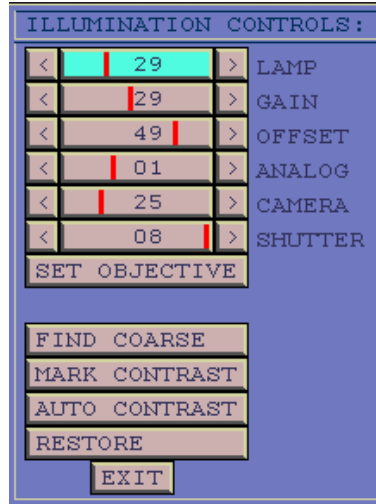 ILLUMINATION CONTROLS:
< 29 > LAMP
< 29 > GAIN
< 49 > OFFSET
< 01 > ANALOG
< 25 > CAMERA
< 08 > SHUTTER
SET OBJECTIVE
FIND COARSE
MARK CONTRAST
AUTO CONTRAST
RESTORE
EXIT